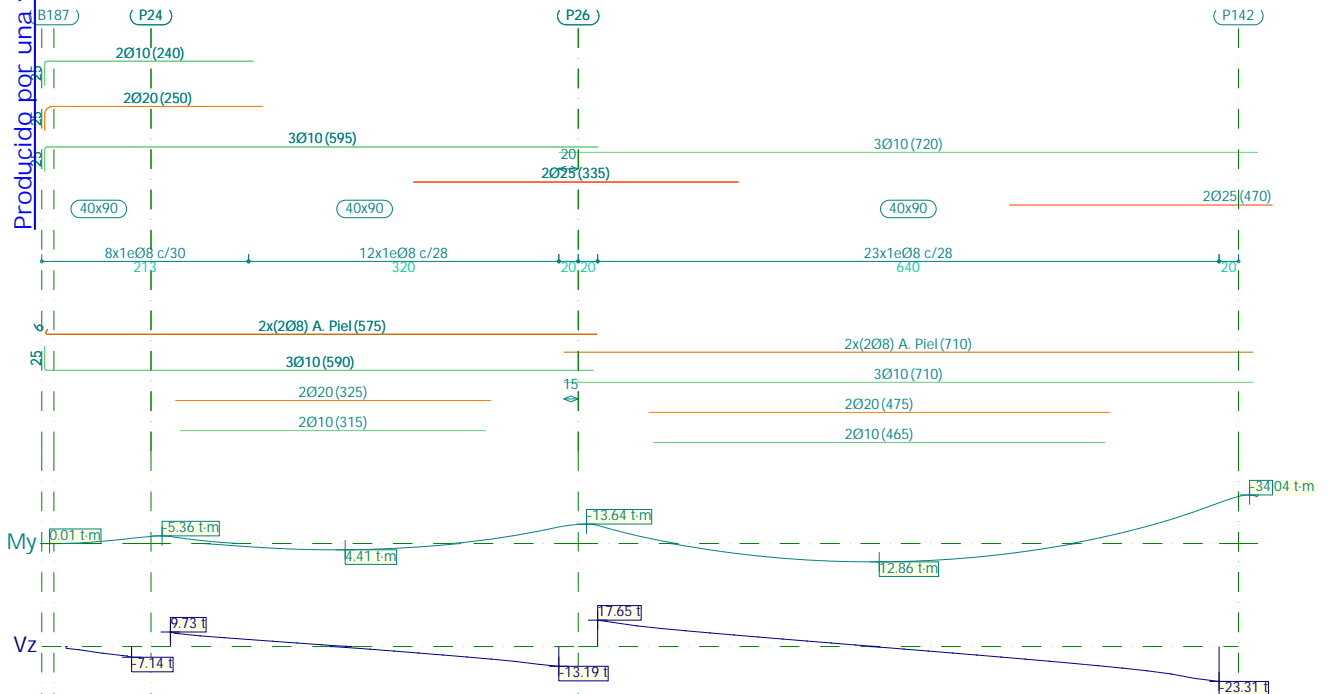 Producido por una
B187
P24
P26
P142
2Ø10(240)
25
2Ø20(250)
25
3Ø10(595)
25
3Ø10(720)
20
2Ø25(335)
2Ø25(470)
40x90
40x90
40x90
8x1eØ8 c/30
12x1eØ8 c/28
23x1eØ8 c/28
213
320
20
20
640
20
6
2x(2Ø8) A. Piel(575)
2x(2Ø8) A. Piel(710)
25
3Ø10(590)
3Ø10(710)
15
2Ø20(325)
2Ø20(475)
2Ø10(315)
2Ø10(465)
My
0.01 t·m
-5.36 t·m
4.41 t·m
-13.64 t·m
12.86 t·m
-34.04 t·m
Vz
-7.14 t
9.73 t
-13.19 t
17.65 t
-23.31 t